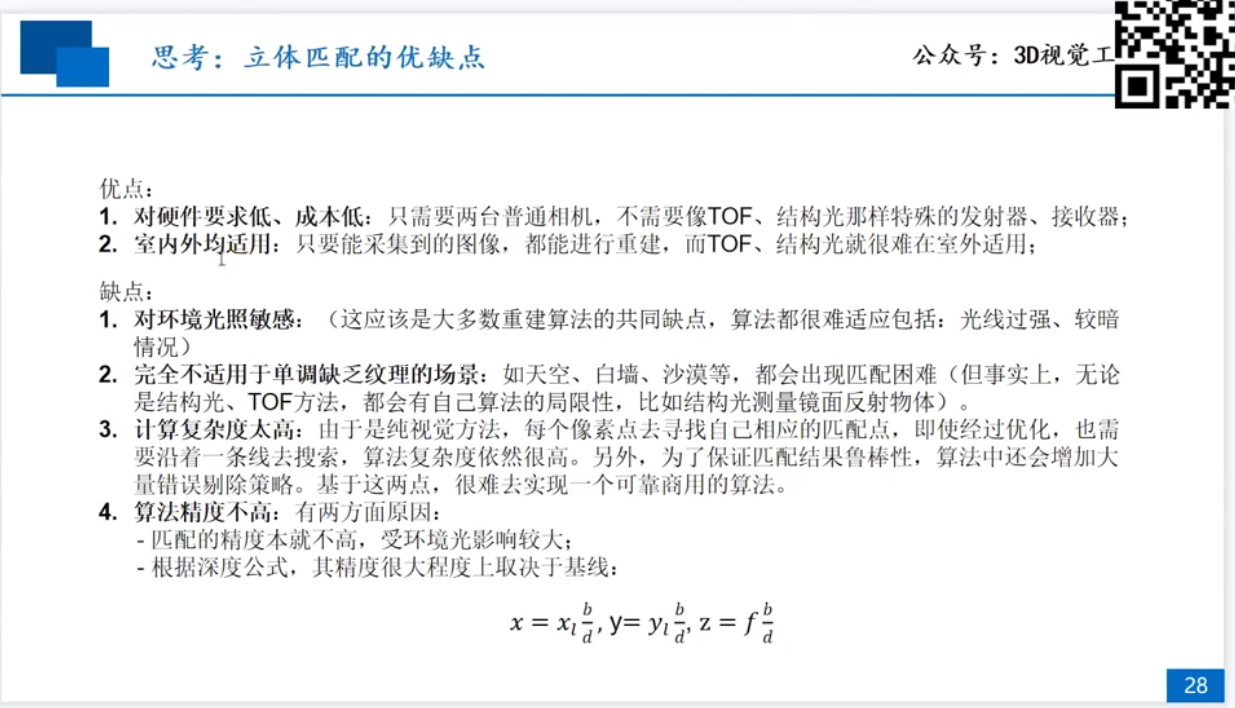 思考：立体匹配的优缺点
公众号：3D视觉工
优点：
1. 对硬件要求低、成本低：只需要两台普通相机，不需要像TOF、结构光那样特殊的发射器、接收器；
2. 室内外均适用：只要能采集到的图像，都能进行重建，而TOF、结构光就很难在室外适用；
缺点：
1. 对环境光照敏感：（这应该是大多数重建算法的共同缺点，算法都很难适应包括：光线过强、较暗
情况）
2. 完全不适用于单调缺乏纹理的场景：如天空、白墙、沙漠等，都会出现匹配困难（但事实上，无论
是结构光、TOF方法，都会有自己算法的局限性，比如结构光测量镜面反射物体）。
3. 计算复杂度太高：由于是纯视觉方法，每个像素点去寻找自己相应的匹配点，即使经过优化，也需
要沿着一条线去搜索，算法复杂度依然很高。另外，为了保证匹配结果鲁棒性，算法中还会增加大
量错误剔除策略。基于这两点，很难去实现一个可靠商用的算法。
4. 算法精度不高：有两方面原因：
- 匹配的精度本就不高，受环境光影响较大；
- 根据深度公式，其精度很大程度上取决于基线：
x = x_l b/d, y= y_l b/d, z = f b/d
28